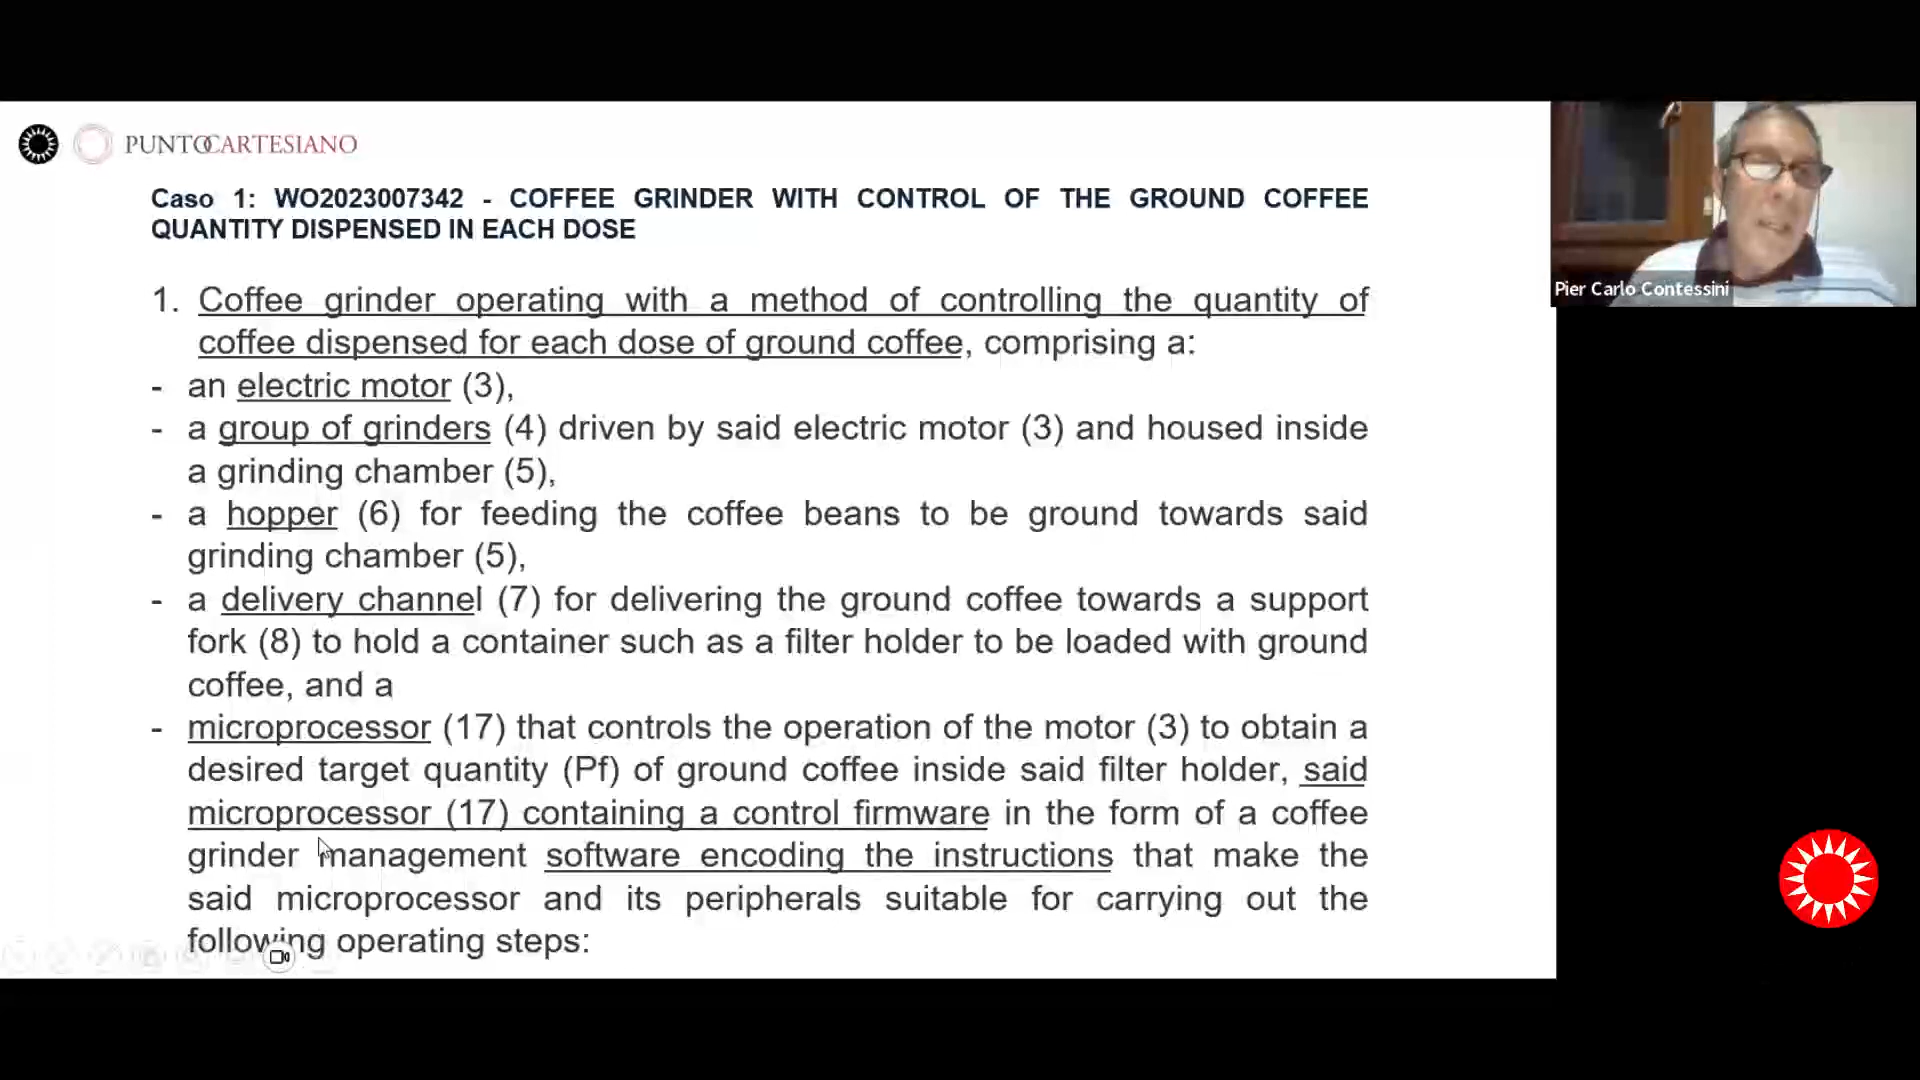 PUNTOCARTESIANO
Caso 1: WO2023007342 - COFFEE GRINDER WITH CONTROL OF THE GROUND COFFEE
QUANTITY DISPENSED IN EACH DOSE
1. Coffee grinder operating with a method of controlling the quantity of
coffee dispensed for each dose of ground coffee, comprising a:
- an electric motor (3),
- a group of grinders (4) driven by said electric motor (3) and housed inside
a grinding chamber (5),
- a hopper (6) for feeding the coffee beans to be ground towards said
grinding chamber (5),
- a delivery channel (7) for delivering the ground coffee towards a support
fork (8) to hold a container such as a filter holder to be loaded with ground
coffee, and a
- microprocessor (17) that controls the operation of the motor (3) to obtain a
desired target quantity (Pf) of ground coffee inside said filter holder, said
microprocessor (17) containing a control firmware in the form of a coffee
grinder management software encoding the instructions that make the
said microprocessor and its peripherals suitable for carrying out the
following operating steps:
Pier Carlo Contessini